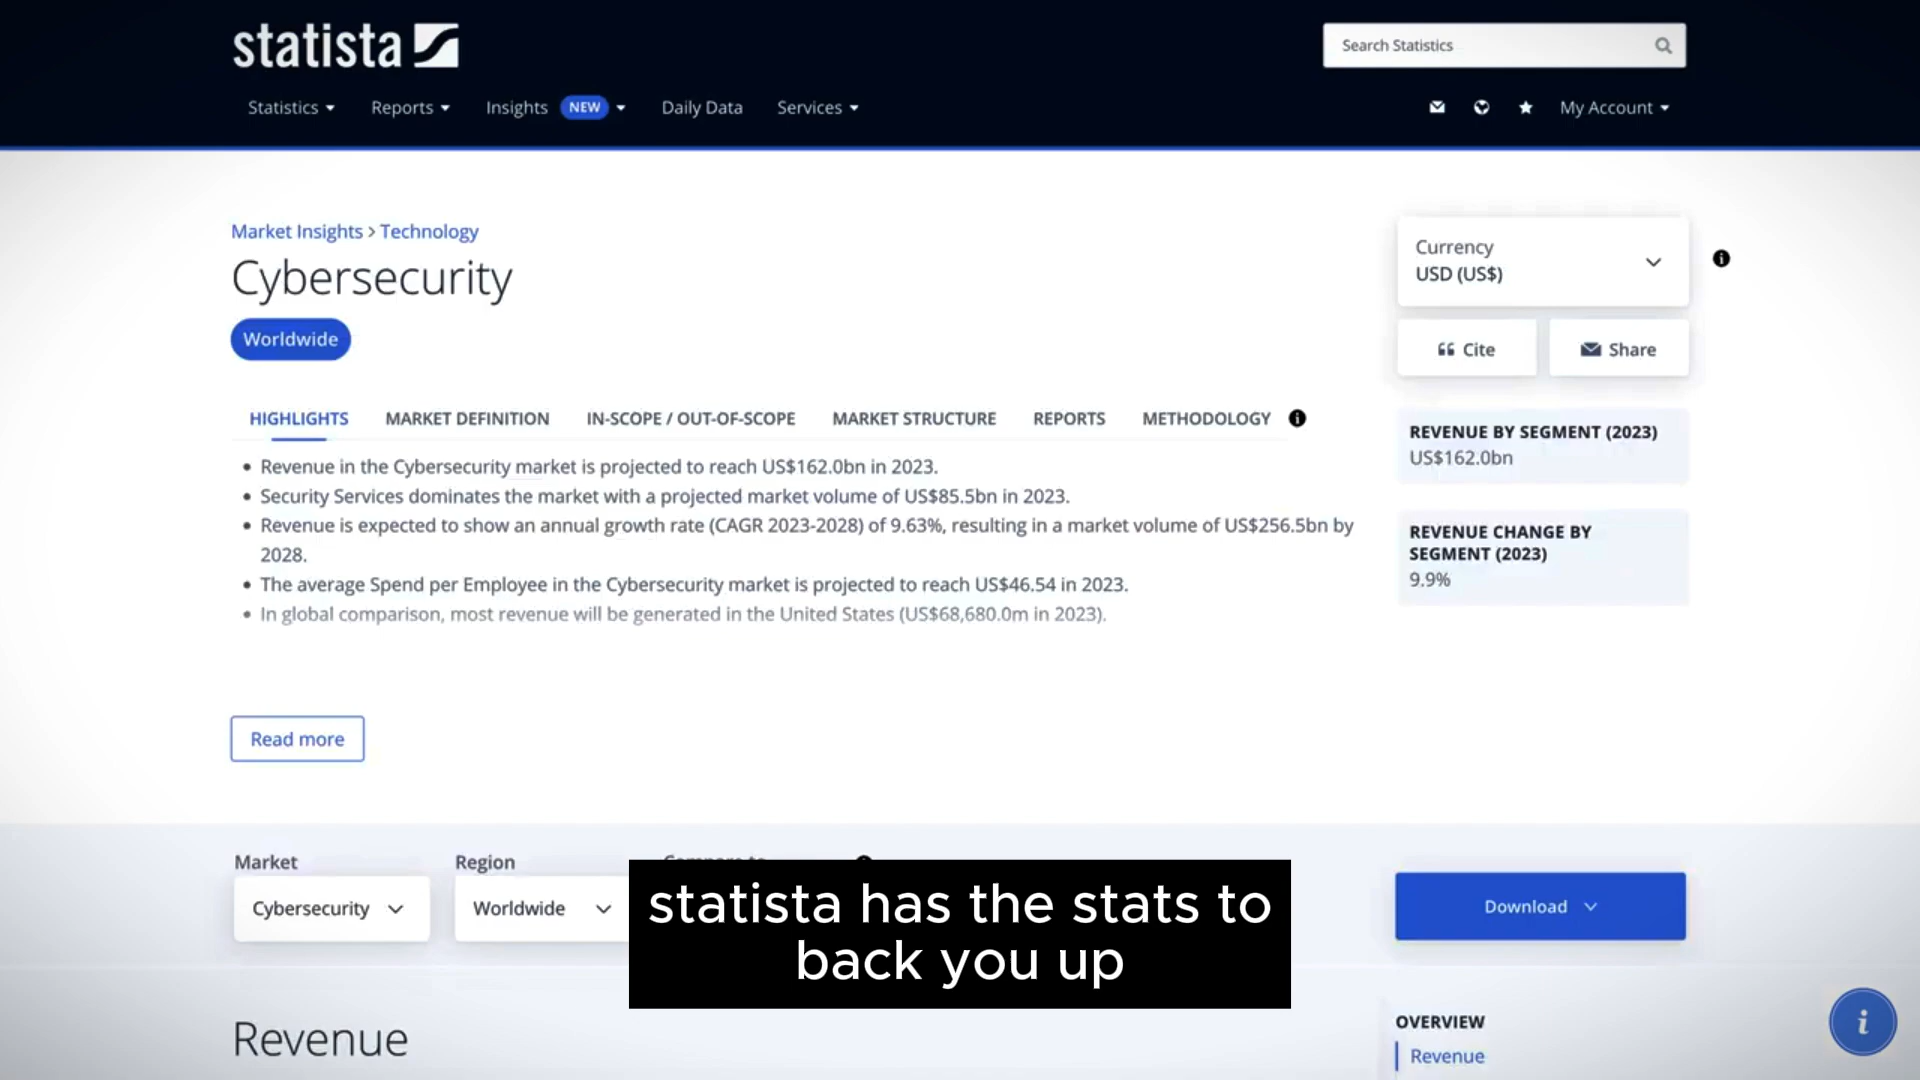 statista
Search Statistics
Statistics
Reports
Insights NEW
Daily Data
Services
My Account
Market Insights > Technology
Cybersecurity
Worldwide
Currency
USD (US$)
Cite
Share
HIGHLIGHTS
MARKET DEFINITION
IN-SCOPE / OUT-OF-SCOPE
MARKET STRUCTURE
REPORTS
METHODOLOGY
• Revenue in the Cybersecurity market is projected to reach US$162.0bn in 2023.
• Security Services dominates the market with a projected market volume of US$85.5bn in 2023.
• Revenue is expected to show an annual growth rate (CAGR 2023-2028) of 9.63%, resulting in a market volume of US$256.5bn by
2028.
• The average Spend per Employee in the Cybersecurity market is projected to reach US$46.54 in 2023.
• In global comparison, most revenue will be generated in the United States (US$68,680.0m in 2023).
REVENUE BY SEGMENT (2023)
US$162.0bn
REVENUE CHANGE BY
SEGMENT (2023)
9.9%
Read more
Market
Cybersecurity
Region
Worldwide
Download
statista has the stats to
back you up
Revenue
OVERVIEW
Revenue